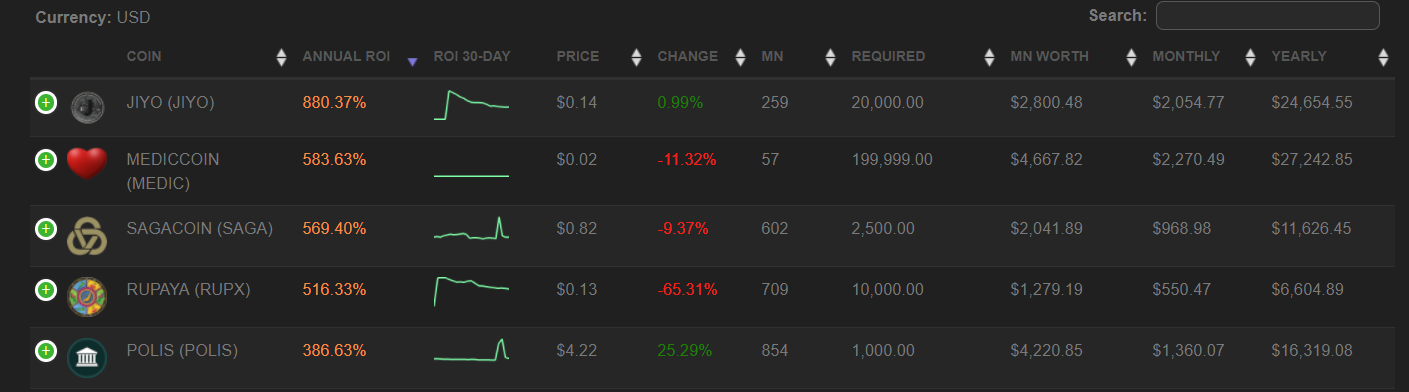 Currency: USD Search:
COIN ANNUAL ROI ROI 30-DAY PRICE CHANGE MN REQUIRED MN WORTH MONTHLY YEARLY
JIYO (JIYO) 880.37% $0.14 0.99% 259 20,000.00 $2,800.48 $2,054.77 $24,654.55
MEDICCOIN 583.63% $0.02 -11.32% 57 199,999.00 $4,667.82 $2,270.49 $27,242.85
(MEDIC)
SAGACOIN (SAGA) 569.40% $0.82 -9.37% 602 2,500.00 $2,041.89 $968.98 $11,626.45
RUPAYA (RUPX) 516.33% $0.13 -65.31% 709 10,000.00 $1,279.19 $550.47 $6,604.89
POLIS (POLIS) 386.63% $4.22 25.29% 854 1,000.00 $4,220.85 $1,360.07 $16,319.08